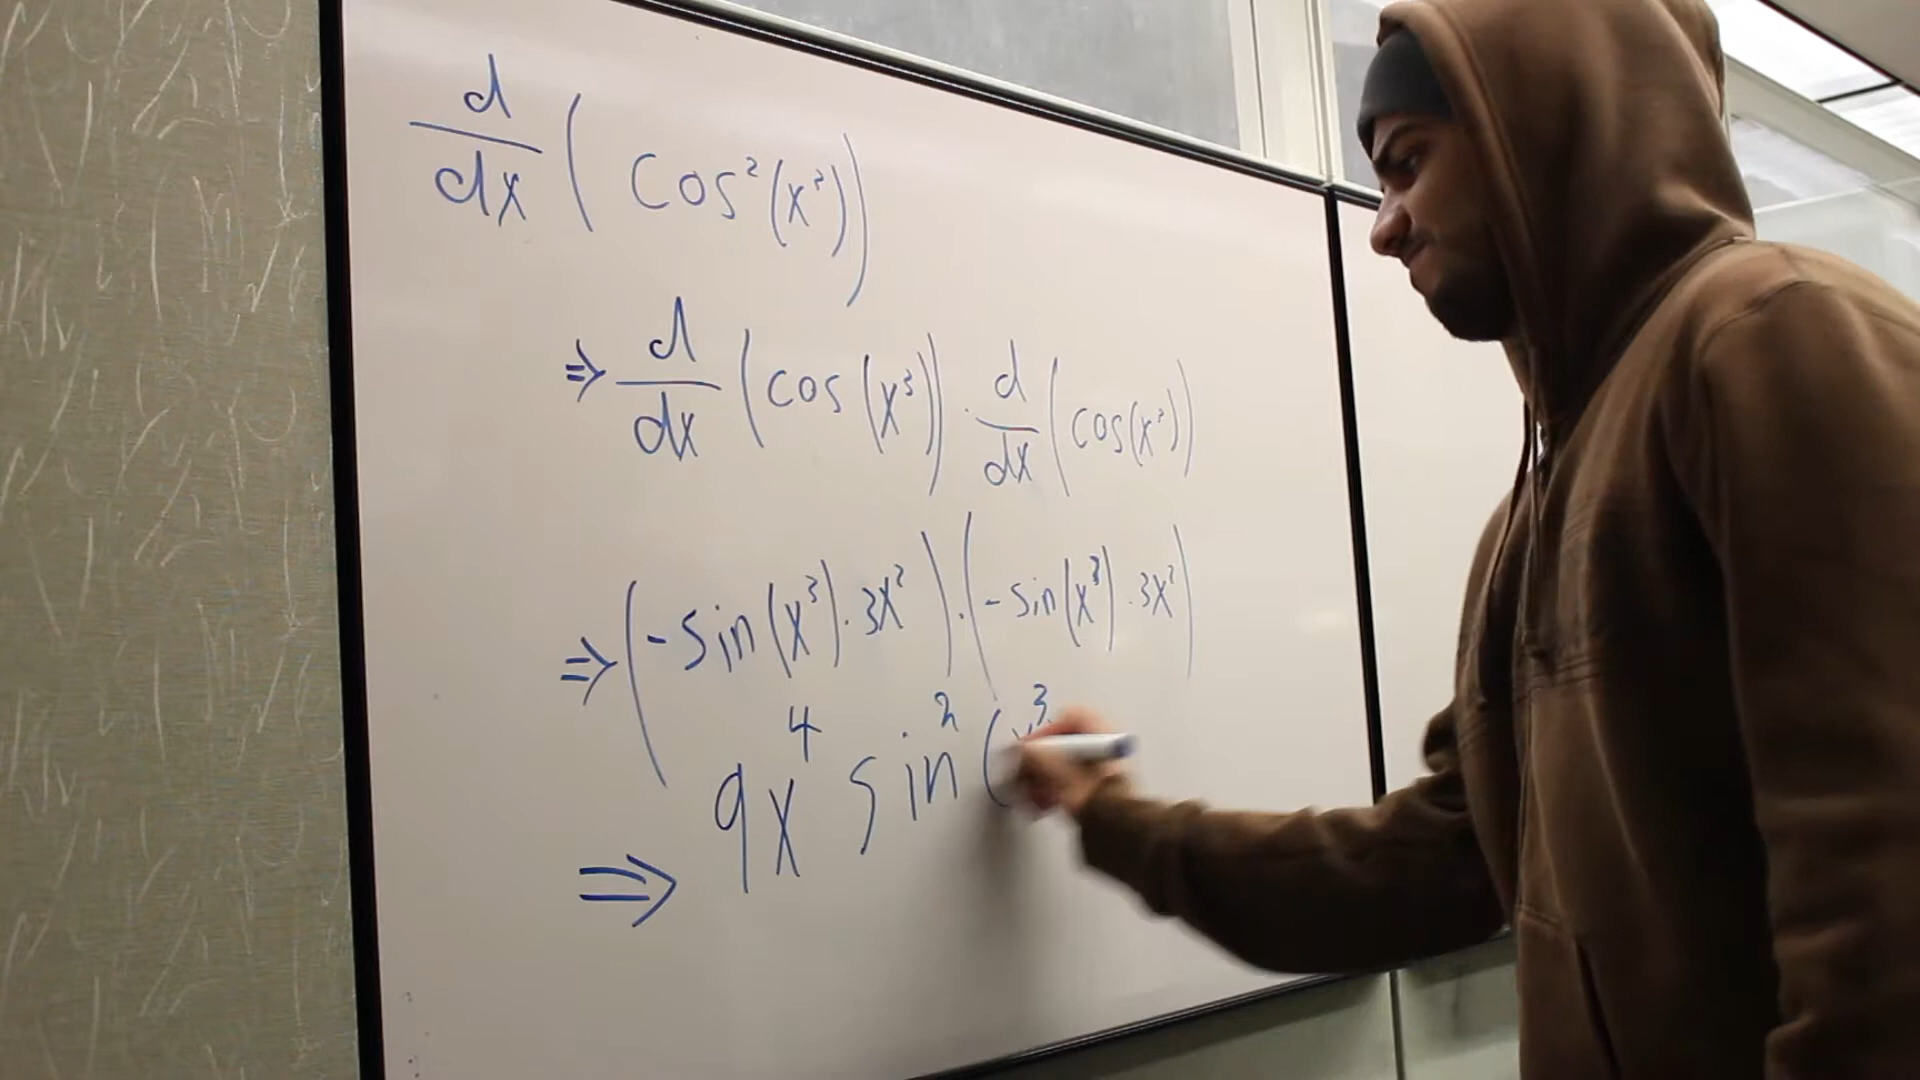 d/dx (cos²(x³))
⇒ d/dx (cos(x³)) · d/dx (cos(x³))
⇒ (-sin(x³) · 3x²) · (-sin(x³) · 3x²)
⇒ 9x⁴ sin² (x³